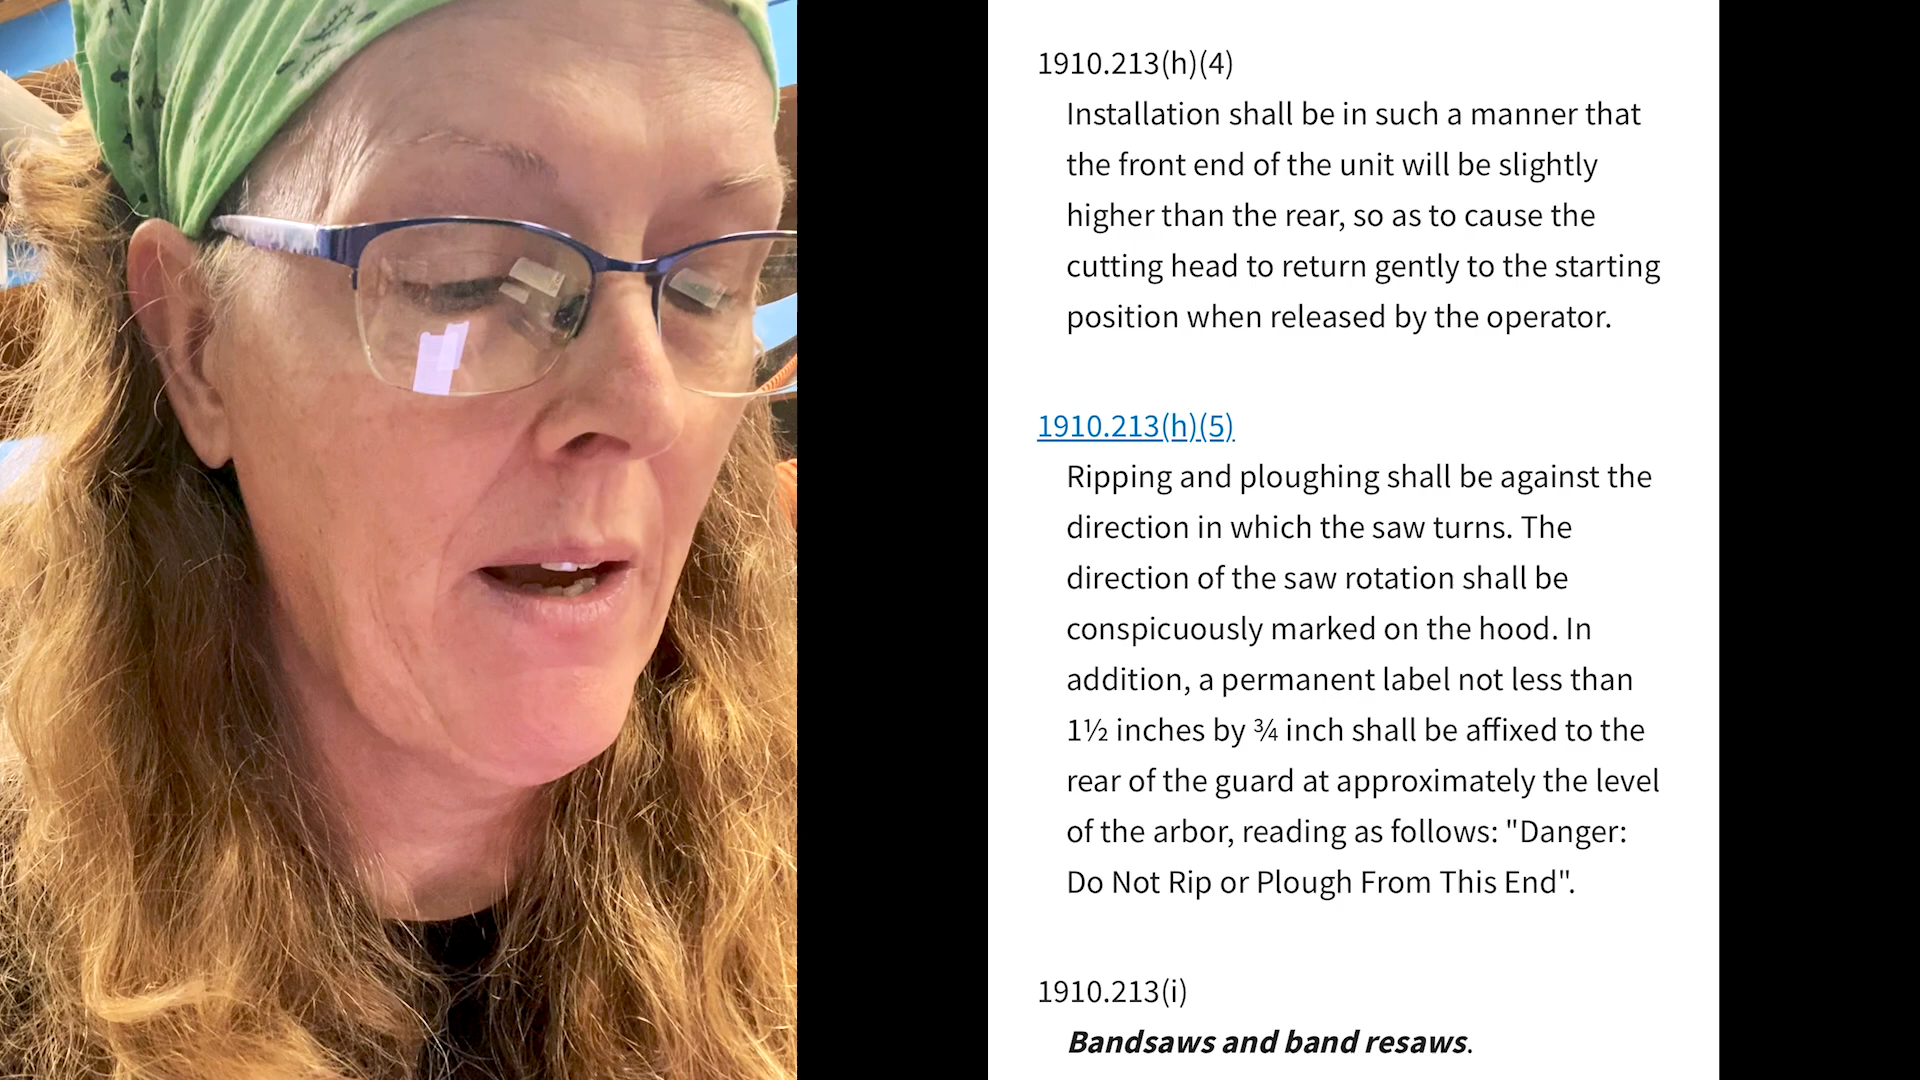 1910.213(h)(4)
Installation shall be in such a manner that
the front end of the unit will be slightly
higher than the rear, so as to cause the
cutting head to return gently to the starting
position when released by the operator.
1910.213(h)(5)
Ripping and ploughing shall be against the
direction in which the saw turns. The
direction of the saw rotation shall be
conspicuously marked on the hood. In
addition, a permanent label not less than
1½ inches by ¾ inch shall be affixed to the
rear of the guard at approximately the level
of the arbor, reading as follows: "Danger:
Do Not Rip or Plough From This End".
1910.213(i)
Bandsaws and band resaws.